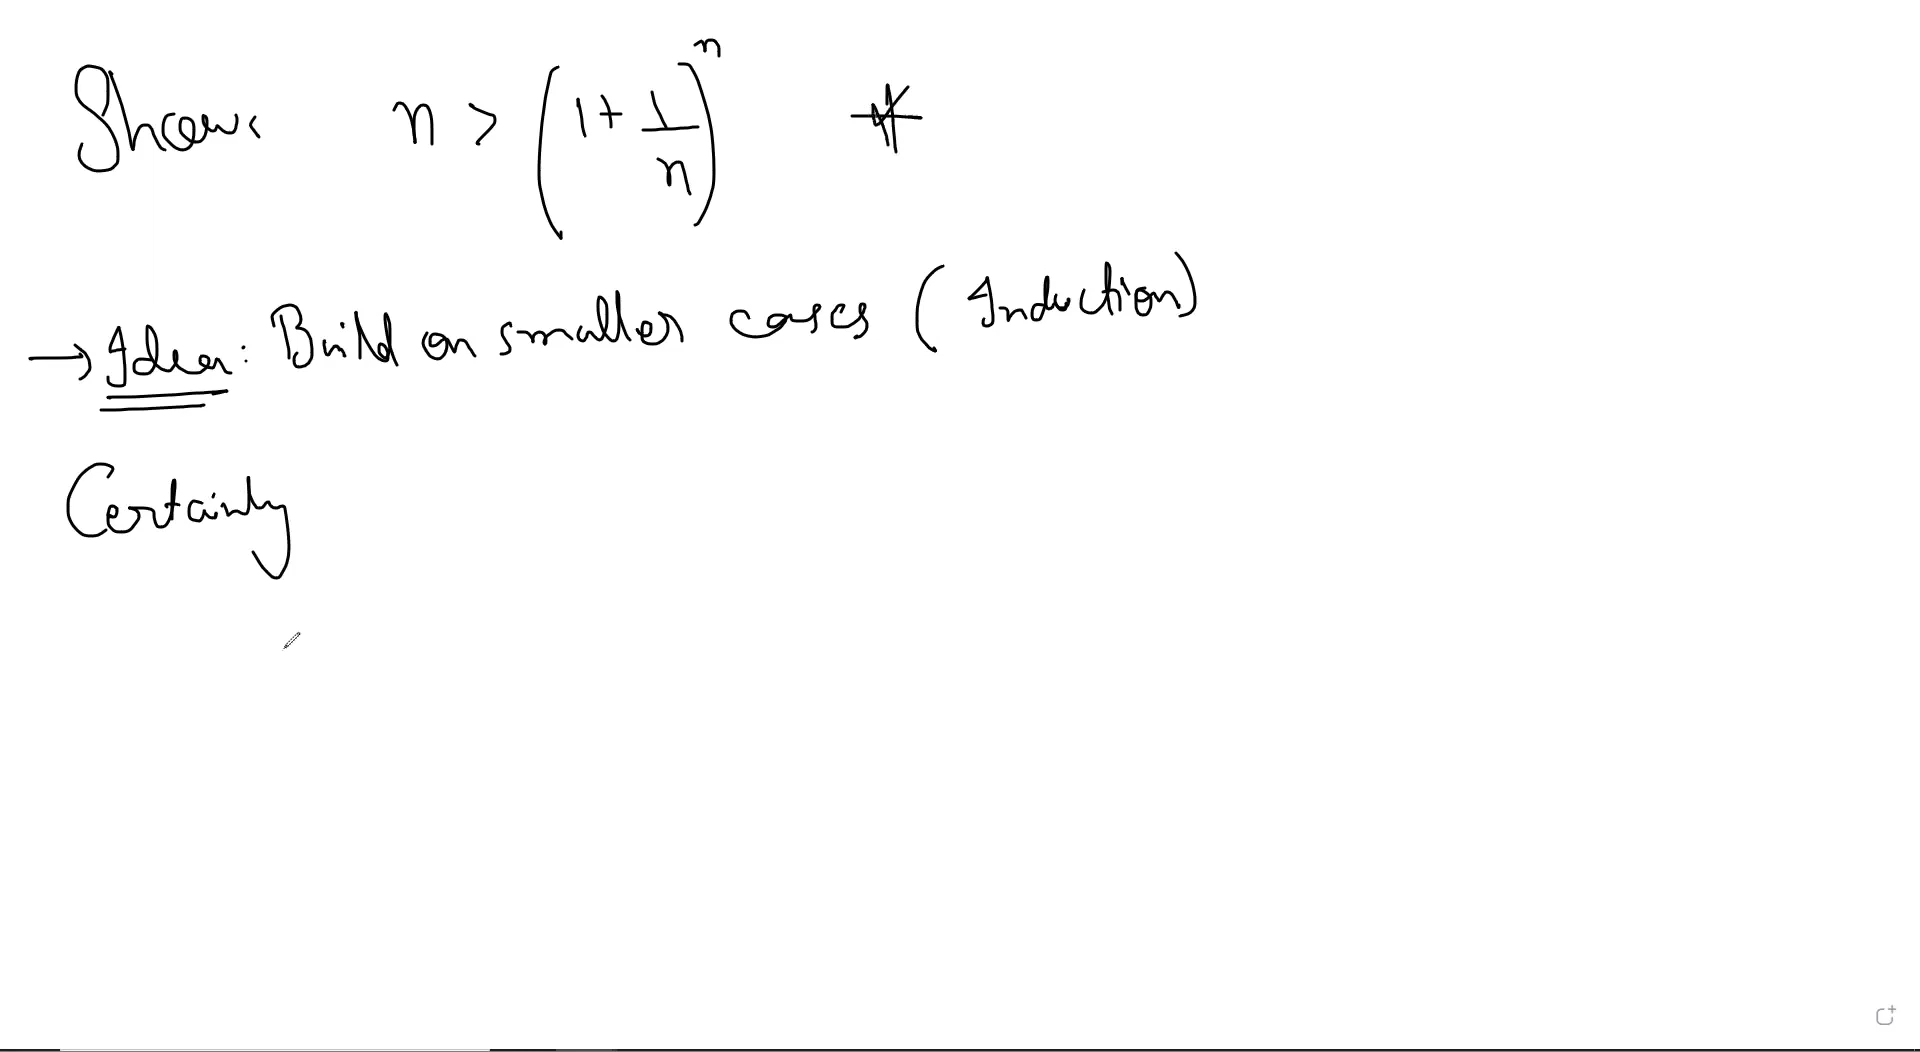 Show: n > (1 + 1/n)^n *
→ Idea: Build on smaller cases (Induction)
Certainly